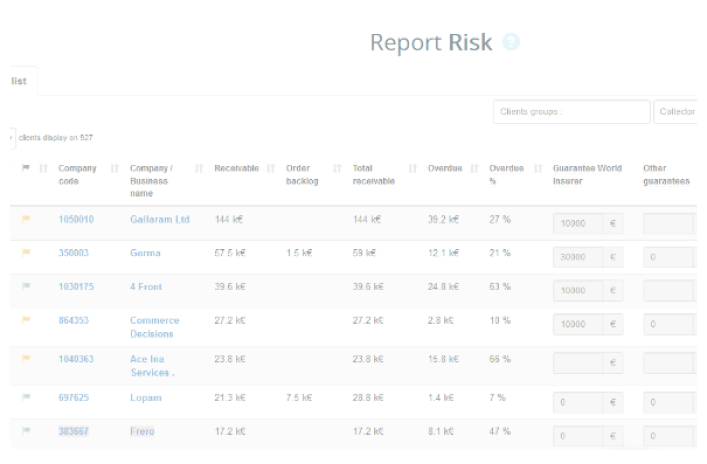 Report Risk ?
list
Clients groups :
Collector
clients display on 927
Company code
Company / Business name
Receivable
Order backlog
Total receivable
Overdue
Overdue %
Guarantee World Insurer
Other guarantees
1050010 Gallaram Ltd 144 k€ 144 k€ 39.2 k€ 27 % 10000 €
350003 Germa 57.5 k€ 1.5 k€ 59 k€ 12.1 k€ 21 % 30000 € 0
1030175 4 Front 39.6 k€ 39.6 k€ 24.8 k€ 63 % 10000 €
864353 Commerce Decisions 27.2 k€ 27.2 k€ 2.8 k€ 10 % 10000 € 0
1040363 Ace Ina Services . 23.8 k€ 23.8 k€ 15.8 k€ 66 % €
697625 Lopam 21.3 k€ 7.5 k€ 28.8 k€ 1.4 k€ 7 % 0 € 0
383667 Frero 17.2 k€ 17.2 k€ 8.1 k€ 47 % 0 € 0